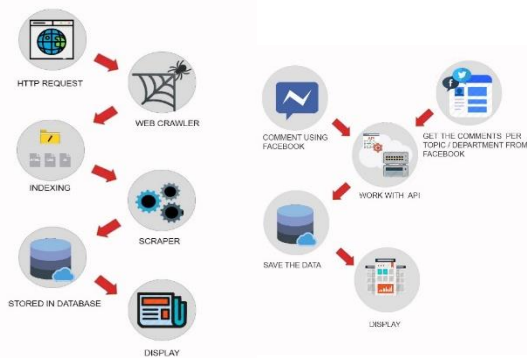 HTTP REQUEST
WEB CRAWLER
INDEXING
SCRAPER
STORED IN DATABASE
DISPLAY
COMMENT USING
FACEBOOK
GET THE COMMENTS PER
TOPIC / DEPARTMENT FROM
FACEBOOK
WORK WITH API
SAVE THE DATA
DISPLAY